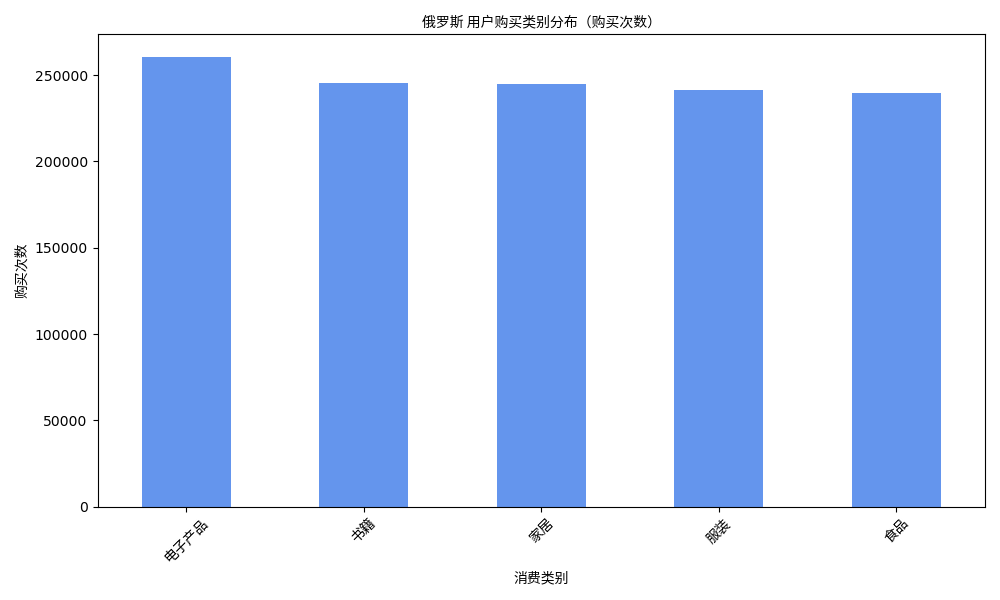 俄罗斯 用户购买类别分布（购买次数）
购买次数
250000
200000
150000
100000
50000
0
电子产品
书籍
家居
服装
食品
消费类别